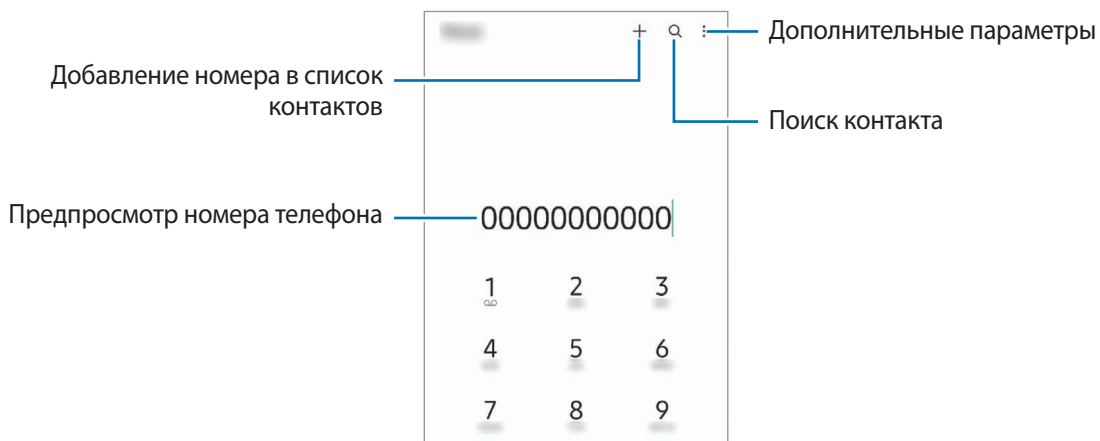 Дополнительные параметры
Добавление номера в список
контактов
Поиск контакта
Предпросмотр номера телефона
00000000000
1 2 3
4 5 6
7 8 9